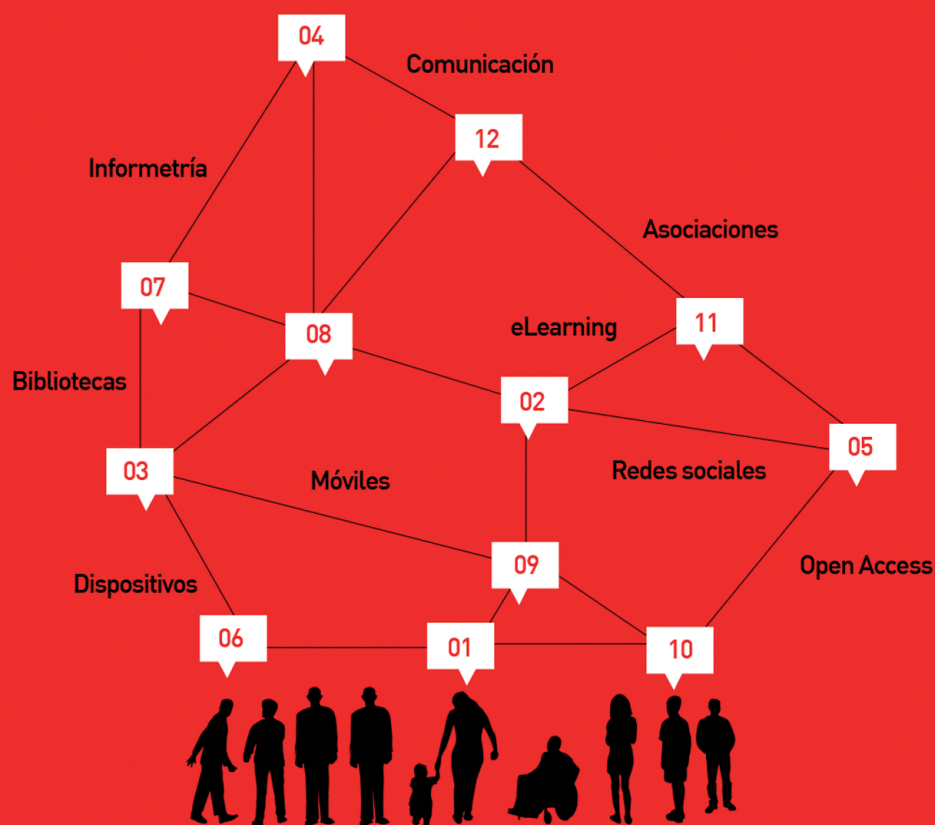 04
Comunicación
12
Informetría
Asociaciones
07
11
08
eLearning
Bibliotecas
02
05
03
Móviles
Redes sociales
09
Open Access
Dispositivos
06
01
10